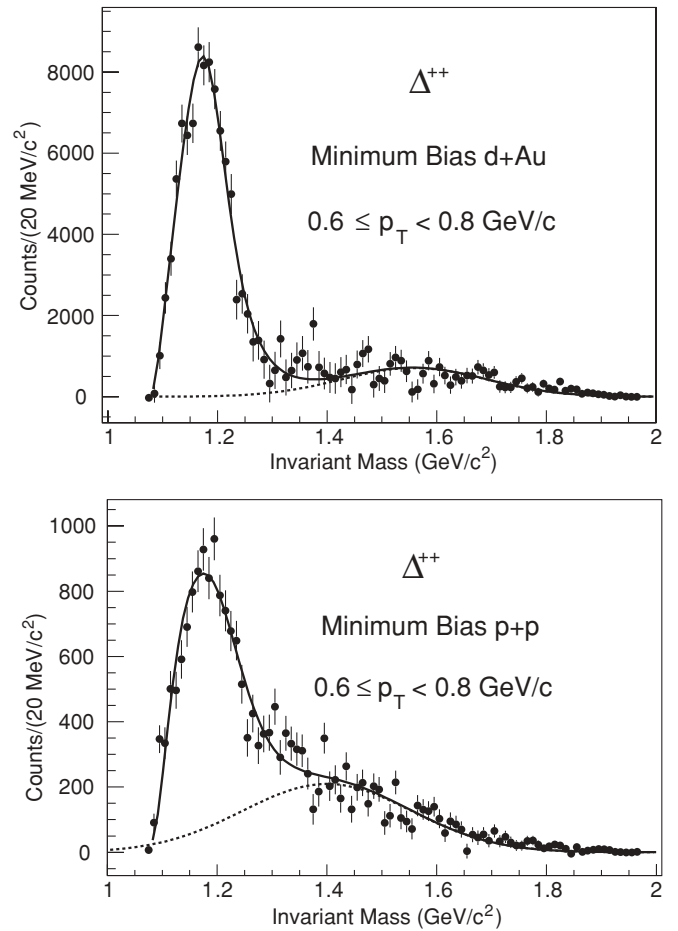 Counts/(20 MeV/c²)
8000
6000
4000
2000
0
Δ⁺⁺
Minimum Bias d+Au
0.6 ≤ p_T < 0.8 GeV/c
1 1.2 1.4 1.6 1.8 2
Invariant Mass (GeV/c²)
Counts/(20 MeV/c²)
1000
800
600
400
200
0
Δ⁺⁺
Minimum Bias p+p
0.6 ≤ p_T < 0.8 GeV/c
1 1.2 1.4 1.6 1.8 2
Invariant Mass (GeV/c²)